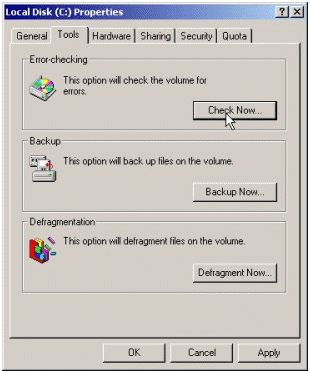 Local Disk (C:) Properties
General Tools Hardware Sharing Security Quota
Error-checking
This option will check the volume for
errors.
Check Now...
Backup
This option will back up files on the volume.
Backup Now...
Defragmentation
This option will defragment files on the volume.
Defragment Now...
OK Cancel Apply